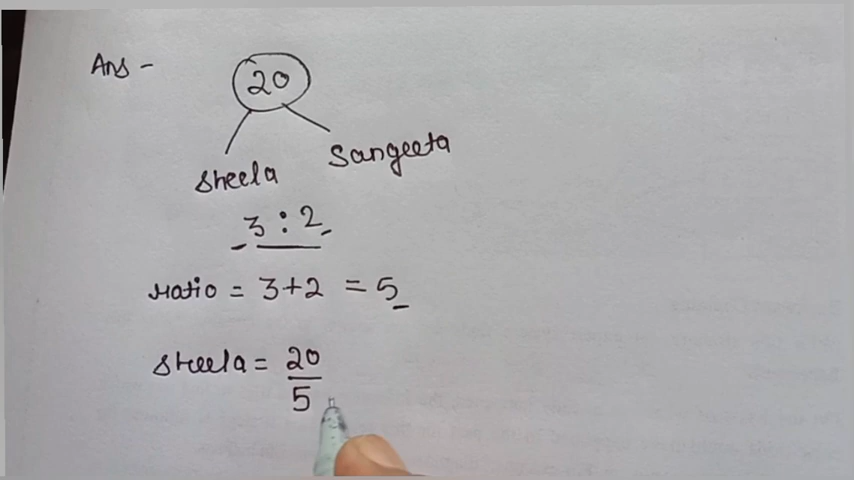 Ans -
20
Sheela Sangeeta
3 : 2
ratio = 3+2 = 5
Sheela = 20/5